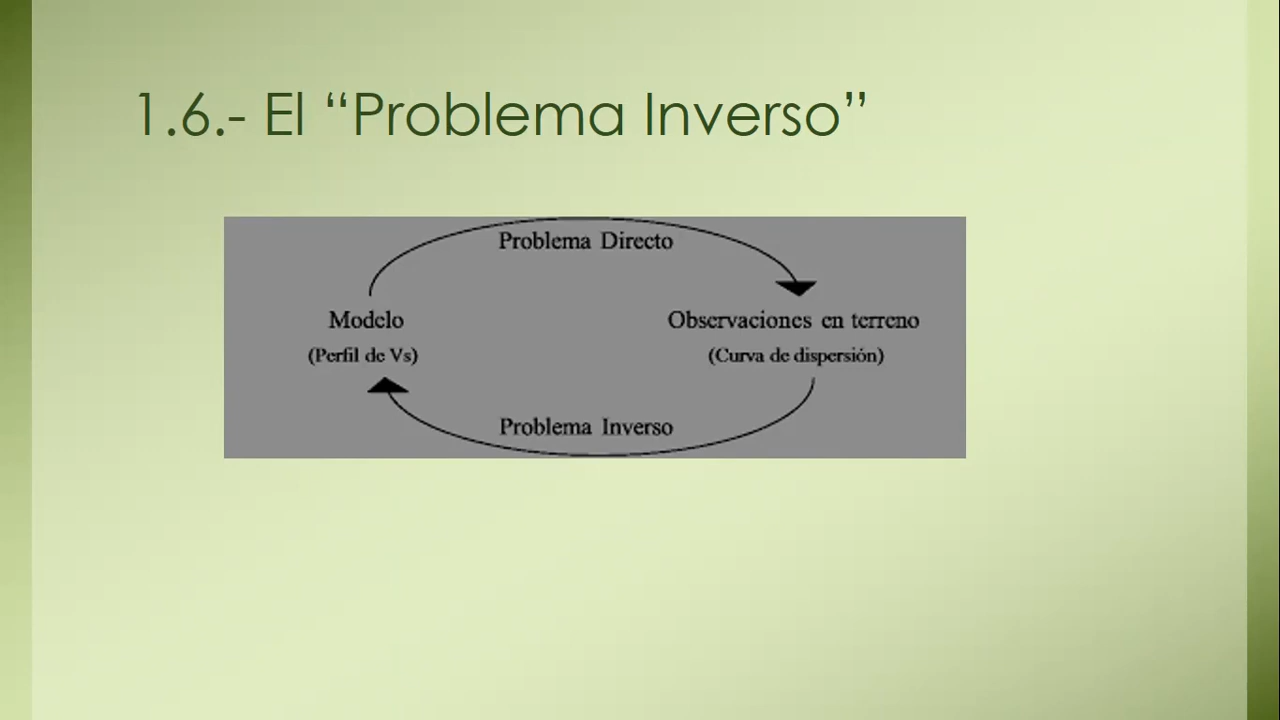 1.6.- El “Problema Inverso”
Problema Directo
Modelo
(Perfil de Vs)
Observaciones en terreno
(Curva de dispersión)
Problema Inverso